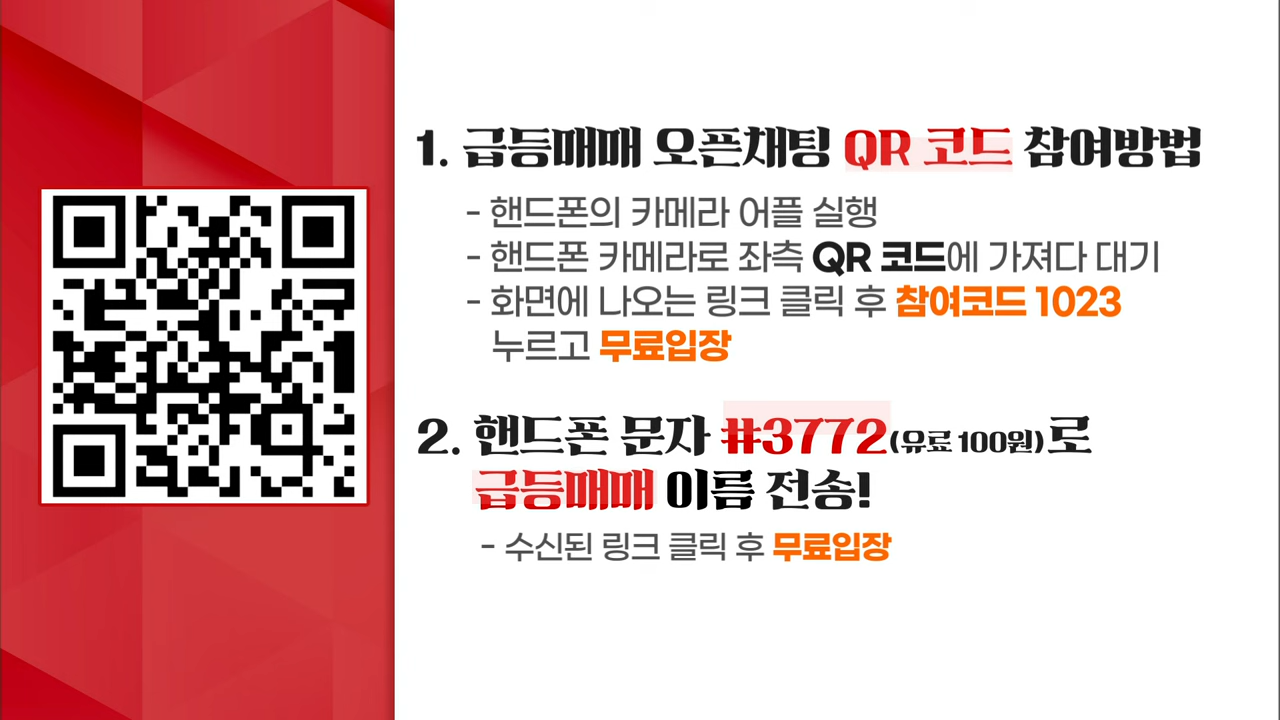 1. 급등매매 오픈채팅 QR 코드 참여방법
- 핸드폰의 카메라 어플 실행
- 핸드폰 카메라로 좌측 QR 코드에 가져다 대기
- 화면에 나오는 링크 클릭 후 참여코드 1023
누르고 무료입장
2. 핸드폰 문자 #3772(유료 100원)로
급등매매 이름 전송!
- 수신된 링크 클릭 후 무료입장